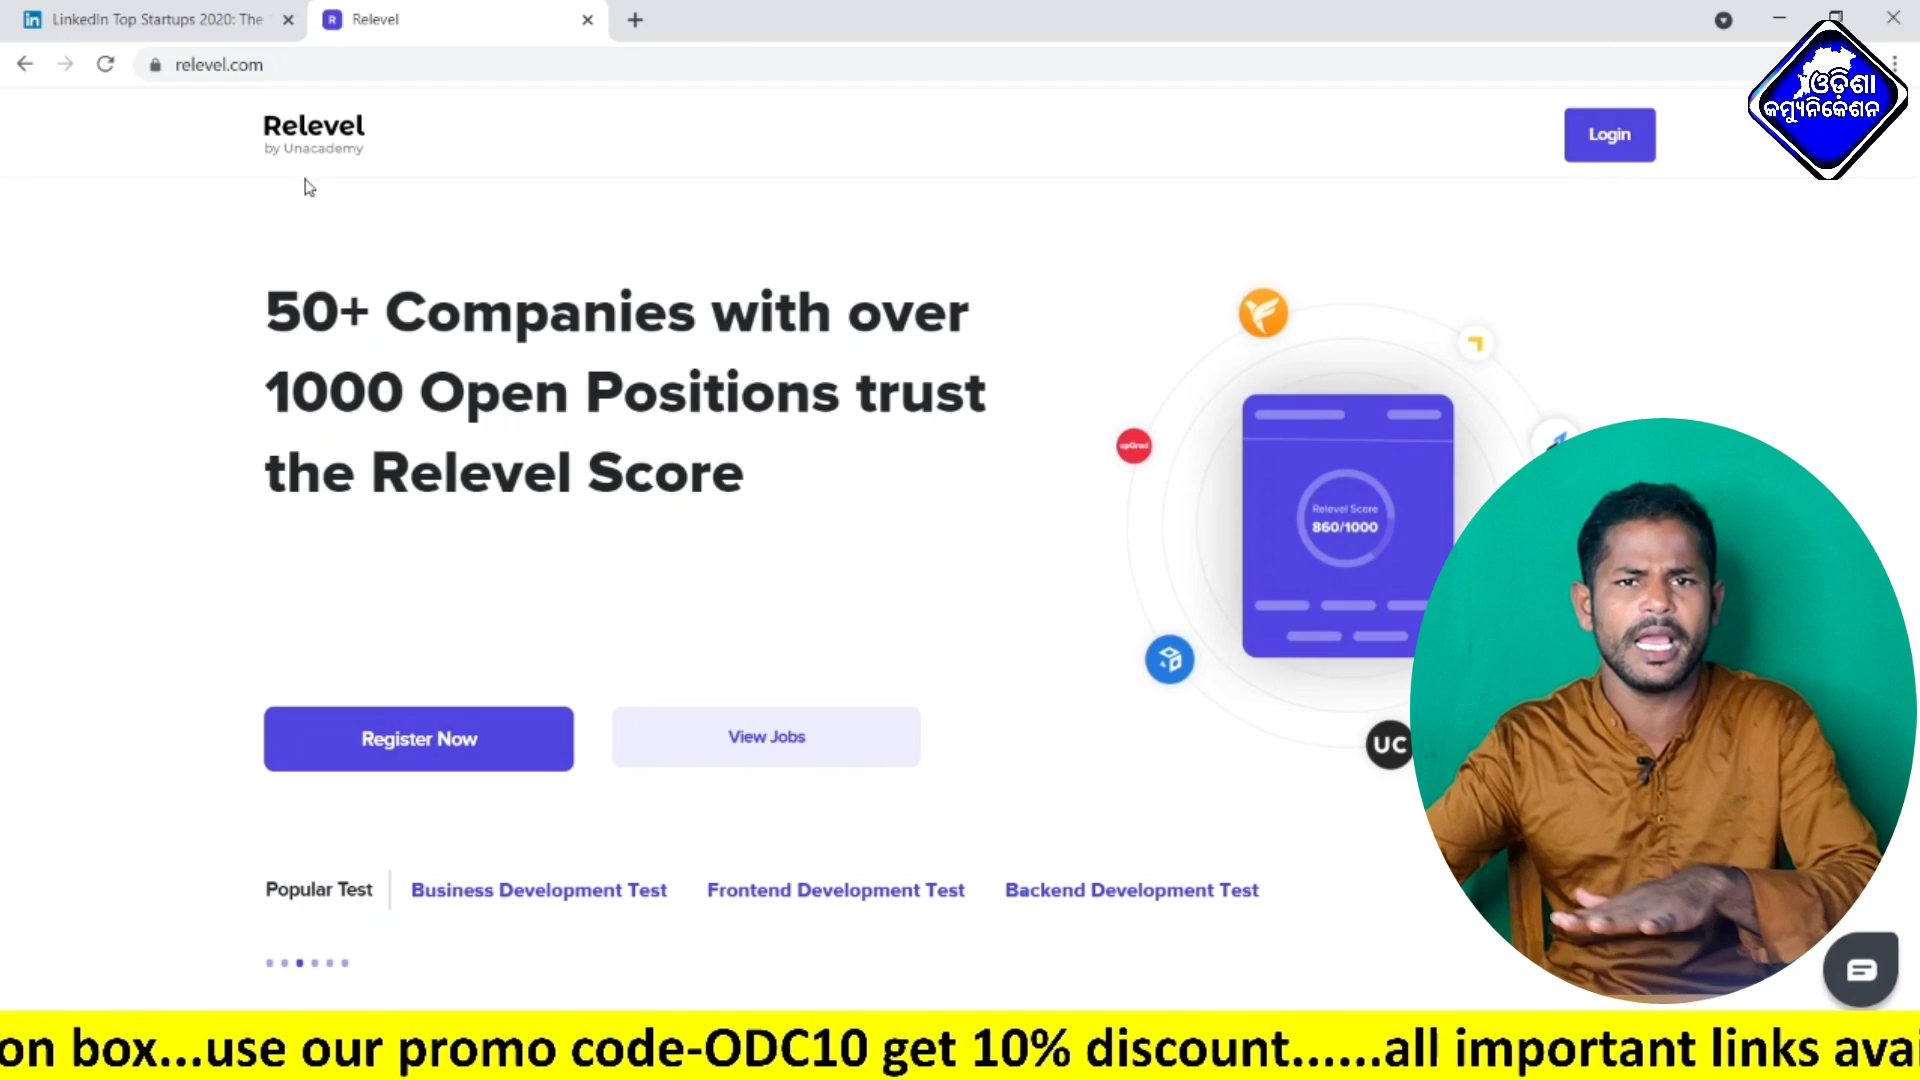 LinkedIn Top Startups 2020: The
Relevel
relevel.com
ଓଡ଼ିଶା
କମ୍ୟୁନିକେଶନ
Relevel
by Unacademy
Login
50+ Companies with over
1000 Open Positions trust
the Relevel Score
upGrad
Relevel Score
860/1000
UC
Register Now
View Jobs
Popular Test
Business Development Test
Frontend Development Test
Backend Development Test
on box...use our promo code-ODC10 get 10% discount......all important links avai